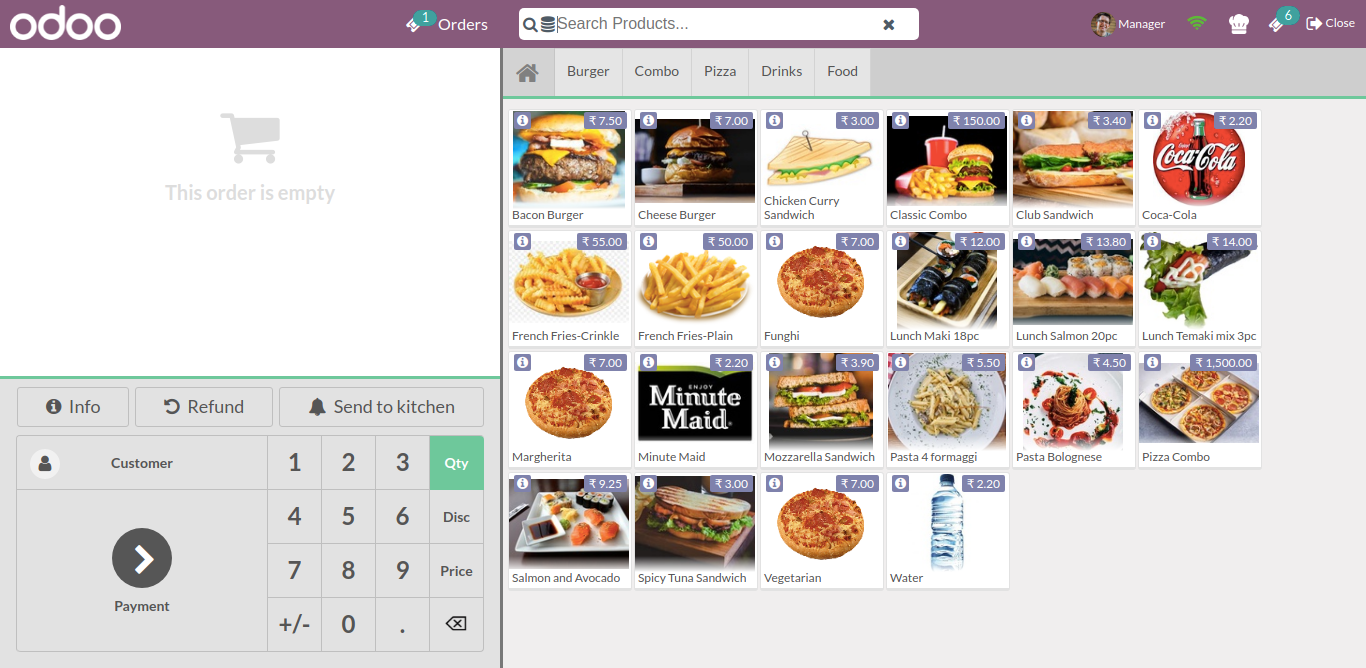 odoo
1
Orders
Search Products...
Manager
6
Close
This order is empty
Burger
Combo
Pizza
Drinks
Food
₹ 7.50
Bacon Burger
₹ 7.00
Cheese Burger
₹ 3.00
Chicken Curry
Sandwich
₹ 150.00
Classic Combo
₹ 3.40
Club Sandwich
₹ 2.20
Coca-Cola
Coca-Cola
₹ 55.00
French Fries-Crinkle
₹ 50.00
French Fries-Plain
₹ 7.00
Funghi
₹ 12.00
Lunch Maki 18pc
₹ 13.80
Lunch Salmon 20pc
₹ 14.00
Lunch Temaki mix 3pc
₹ 7.00
Margherita
₹ 2.20
ENJOY
Minute
Maid
Minute Maid
₹ 3.90
Mozzarella Sandwich
₹ 5.50
Pasta 4 formaggi
₹ 4.50
Pasta Bolognese
₹ 1,500.00
Pizza Combo
₹ 9.25
Salmon and Avocado
₹ 3.00
Spicy Tuna Sandwich
₹ 7.00
Vegetarian
₹ 2.20
Water
Info
Refund
Send to kitchen
Customer
1
2
3
Qty
4
5
6
Disc
7
8
9
Price
Payment
+/-
0
.